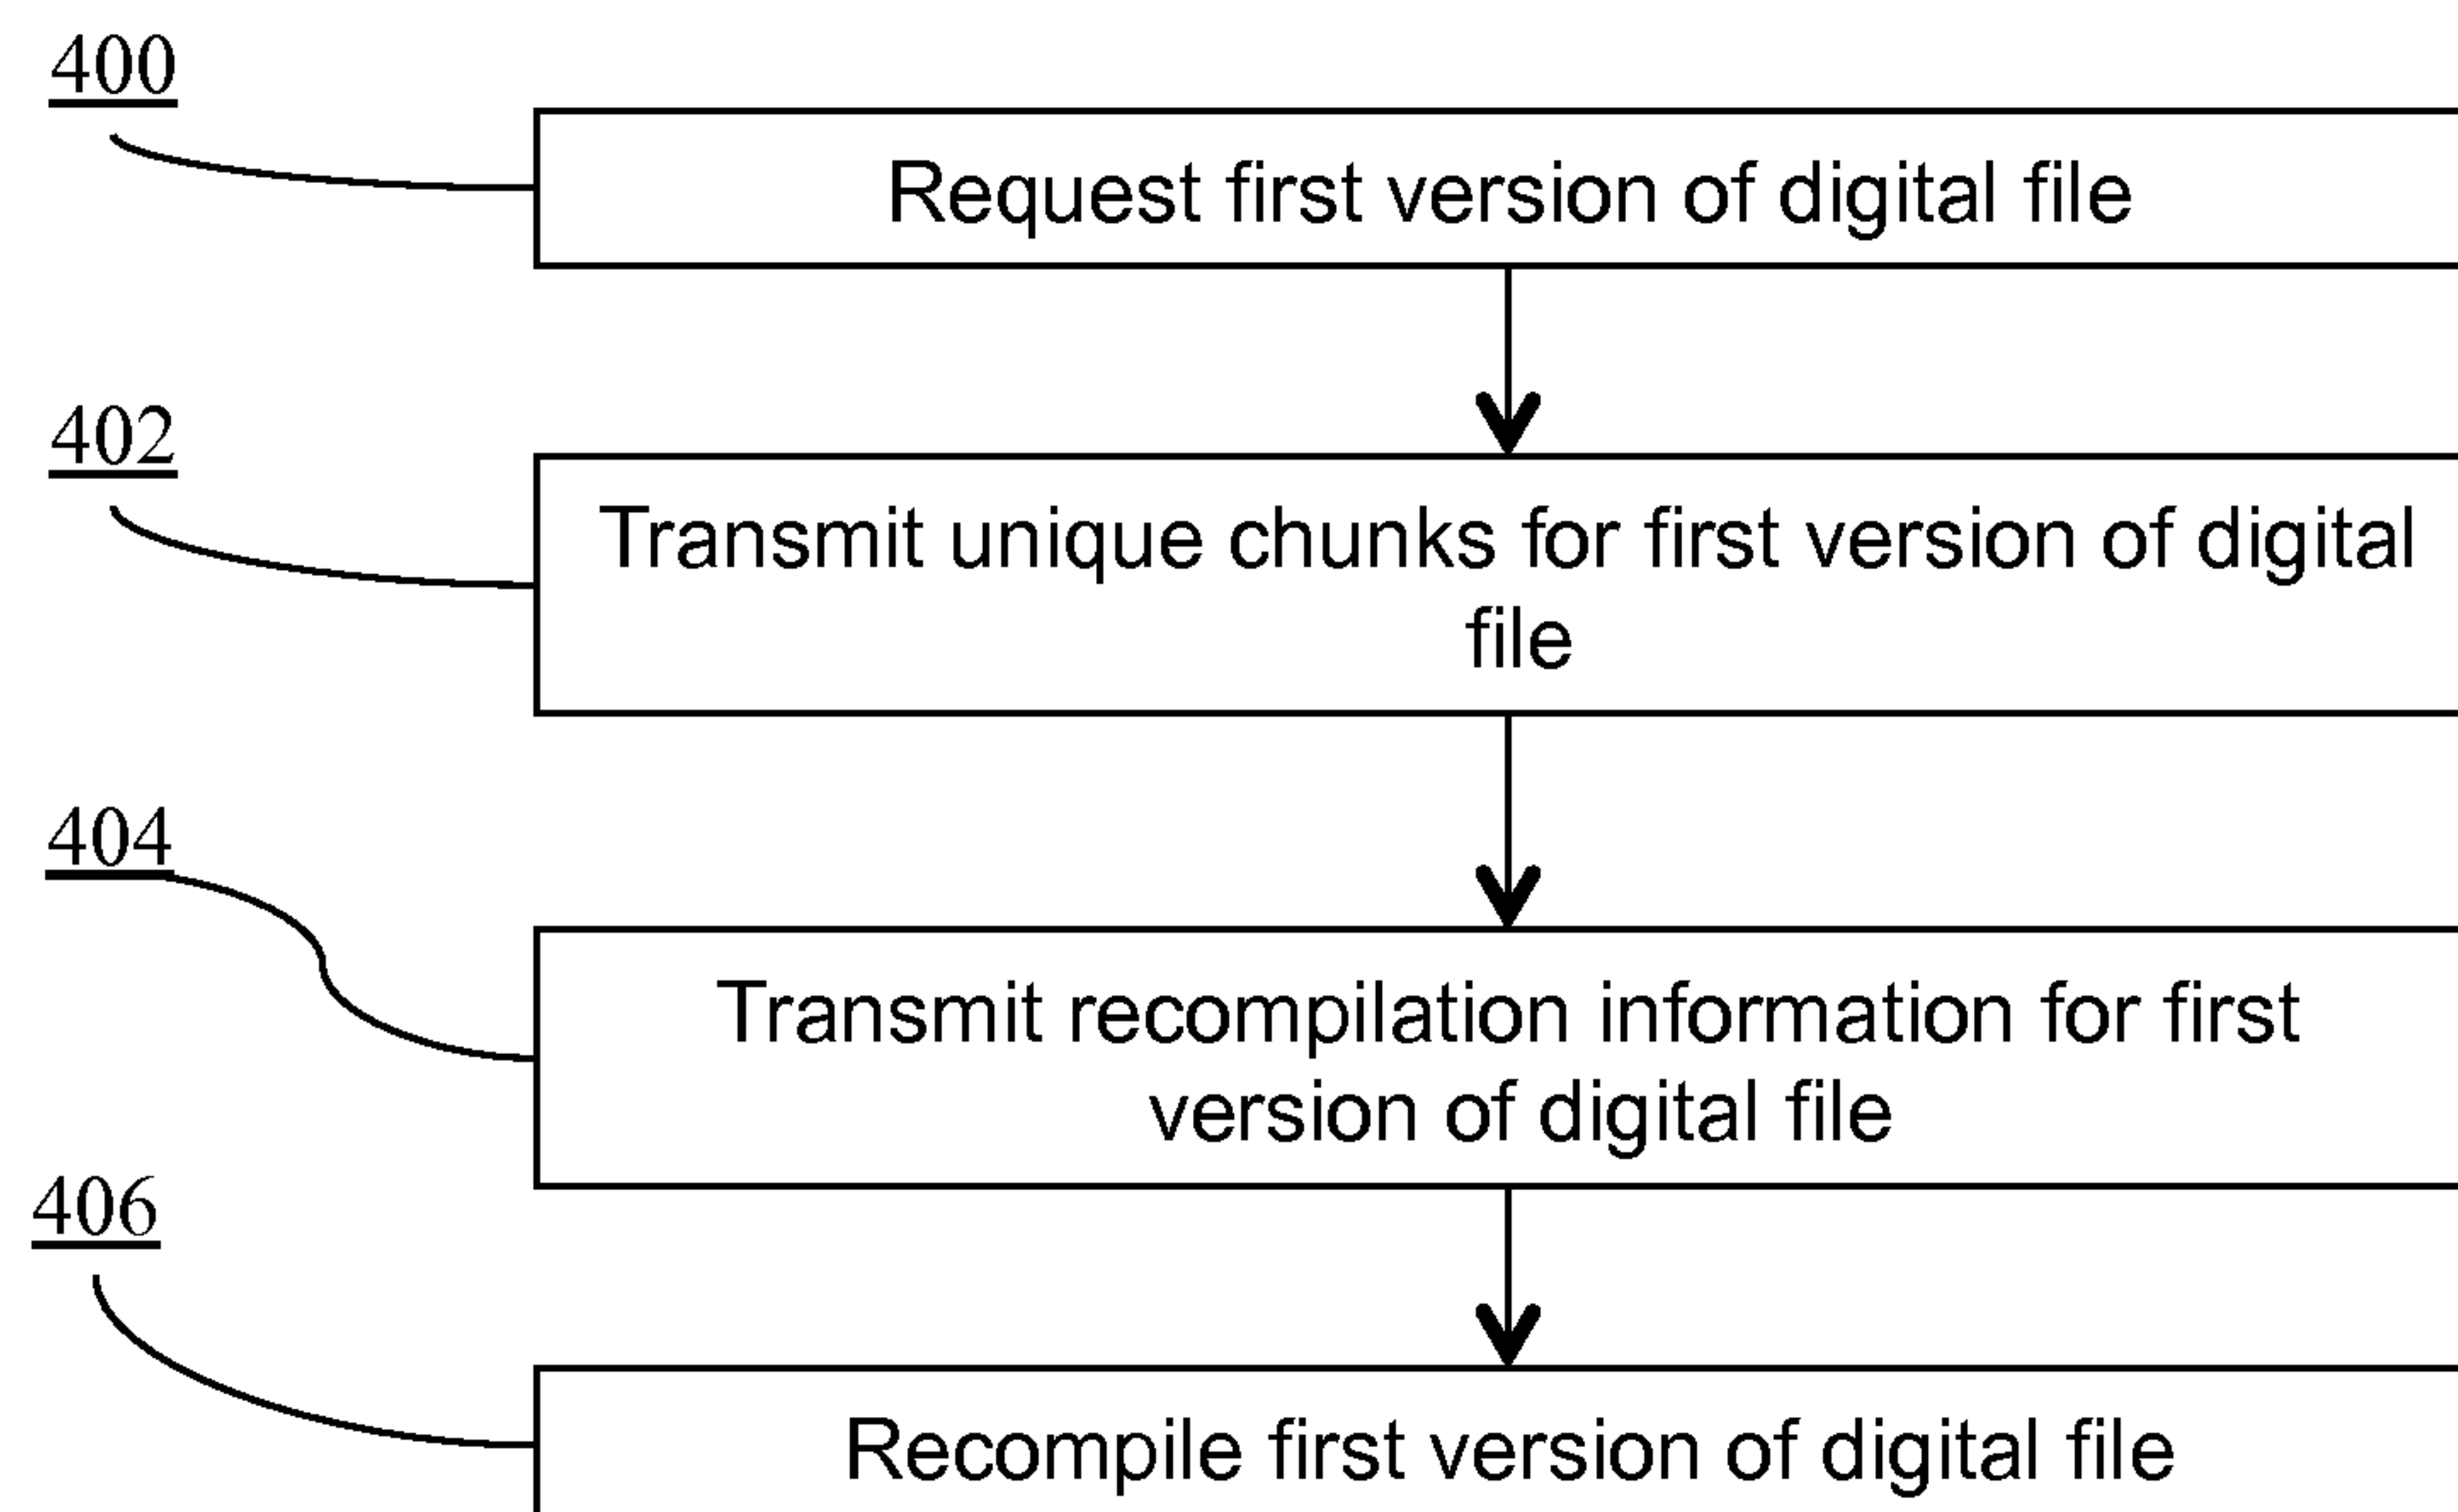 400
Request first version of digital file
402
Transmit unique chunks for first version of digital
file
404
Transmit recompilation information for first
version of digital file
406
Recompile first version of digital file